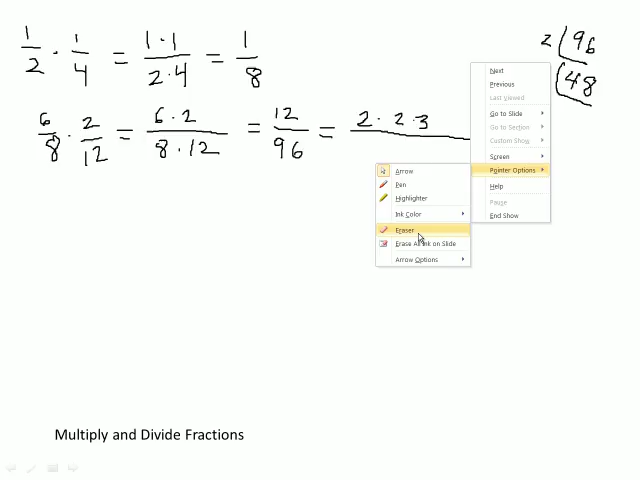 1/2 · 1/4 = 1·1/2·4 = 1/8
6/8 · 2/12 = 6·2/8·12 = 12/96 = 2·2·3
2 96
48
Next
Previous
Last Viewed
Go to Slide
Go to Section
Custom Show
Screen
Pointer Options
Help
Pause
End Show
Arrow
Pen
Highlighter
Ink Color
Eraser
Erase All Ink on Slide
Arrow Options
Multiply and Divide Fractions